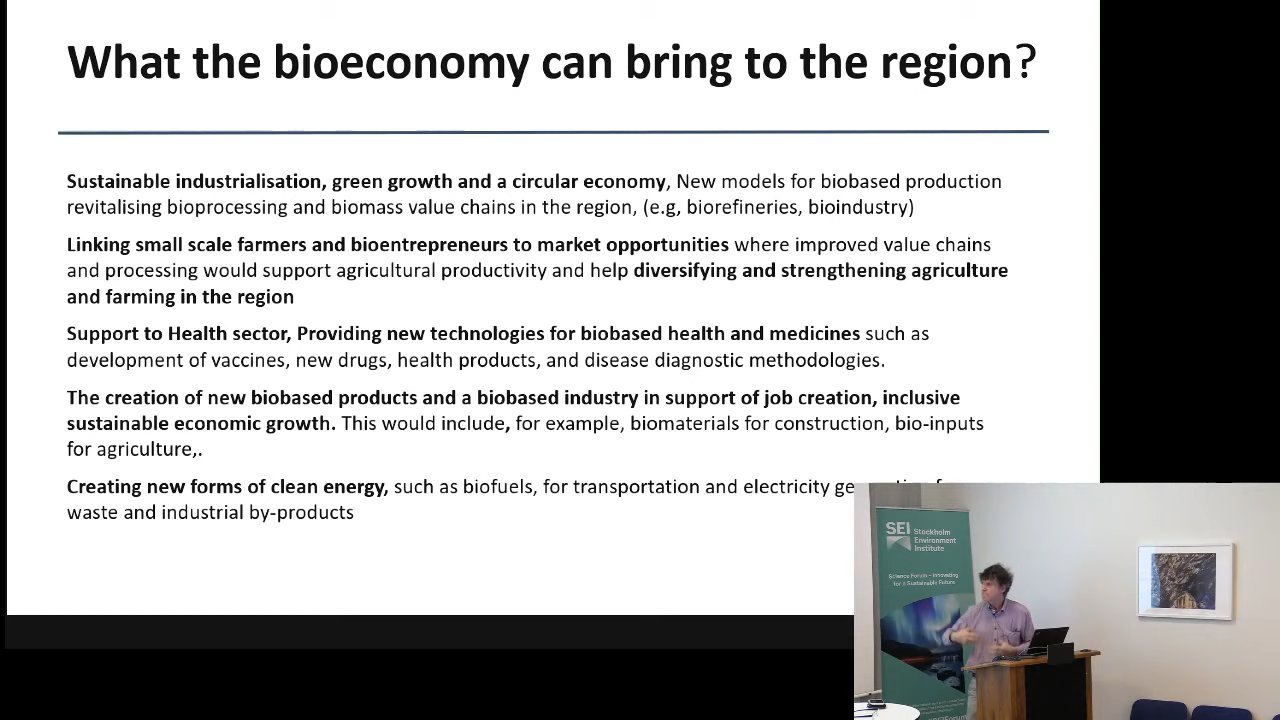 What the bioeconomy can bring to the region?
Sustainable industrialisation, green growth and a circular economy, New models for biobased production
revitalising bioprocessing and biomass value chains in the region, (e.g, biorefineries, bioindustry)
Linking small scale farmers and bioentrepreneurs to market opportunities where improved value chains
and processing would support agricultural productivity and help diversifying and strengthening agriculture
and farming in the region
Support to Health sector, Providing new technologies for biobased health and medicines such as
development of vaccines, new drugs, health products, and disease diagnostic methodologies.
The creation of new biobased products and a biobased industry in support of job creation, inclusive
sustainable economic growth. This would include, for example, biomaterials for construction, bio-inputs
for agriculture,.
Creating new forms of clean energy, such as biofuels, for transportation and electricity
waste and industrial by-products
SEI Stockholm
Environment
Institute
Science Forum – Innovating
for a Sustainable Future